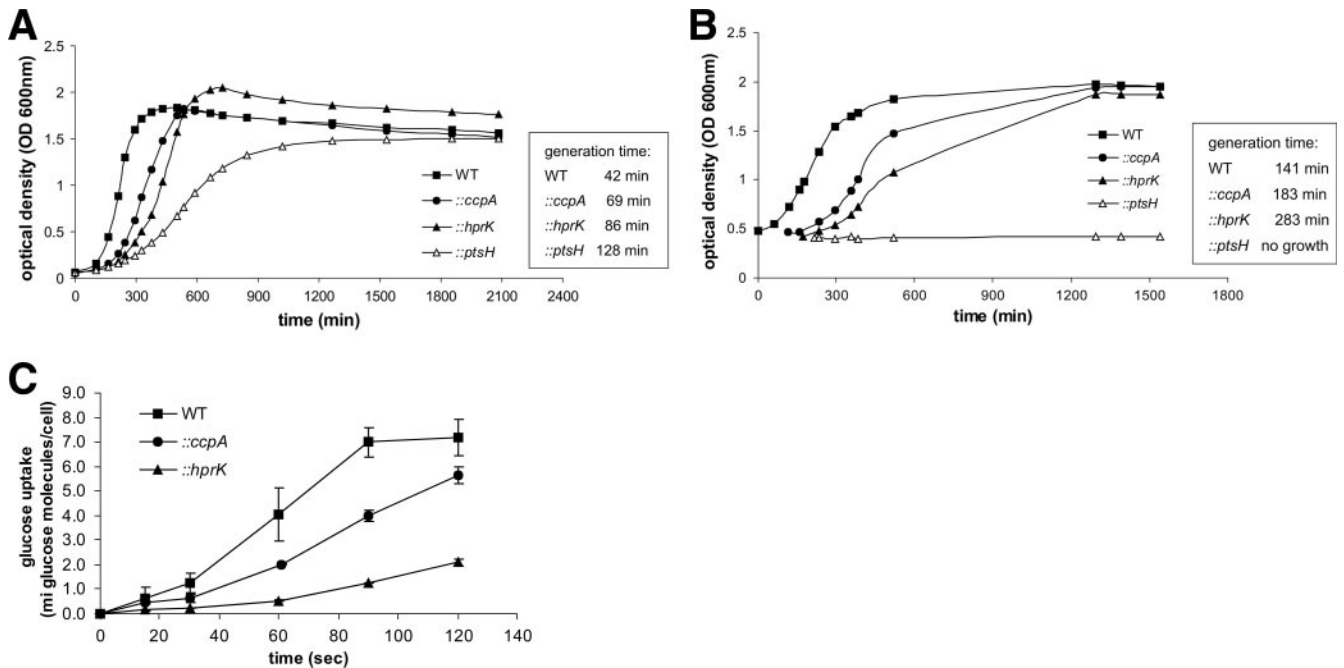 A
optical density (OD 600nm)
2.5
2
1.5
1
0.5
0
0 300 600 900 1200 1500 1800 2100 2400
time (min)
WT
::ccpA
::hprK
::ptsH
generation time:
WT 42 min
::ccpA 69 min
::hprK 86 min
::ptsH 128 min
B
optical density (OD 600nm)
2.5
2
1.5
1
0.5
0
0 300 600 900 1200 1500 1800
time (min)
WT
::ccpA
::hprK
::ptsH
generation time:
WT 141 min
::ccpA 183 min
::hprK 283 min
::ptsH no growth
C
glucose uptake
(mi glucose molecules/cell)
9.0
8.0
7.0
6.0
5.0
4.0
3.0
2.0
1.0
0.0
0 20 40 60 80 100 120 140
time (sec)
WT
::ccpA
::hprK